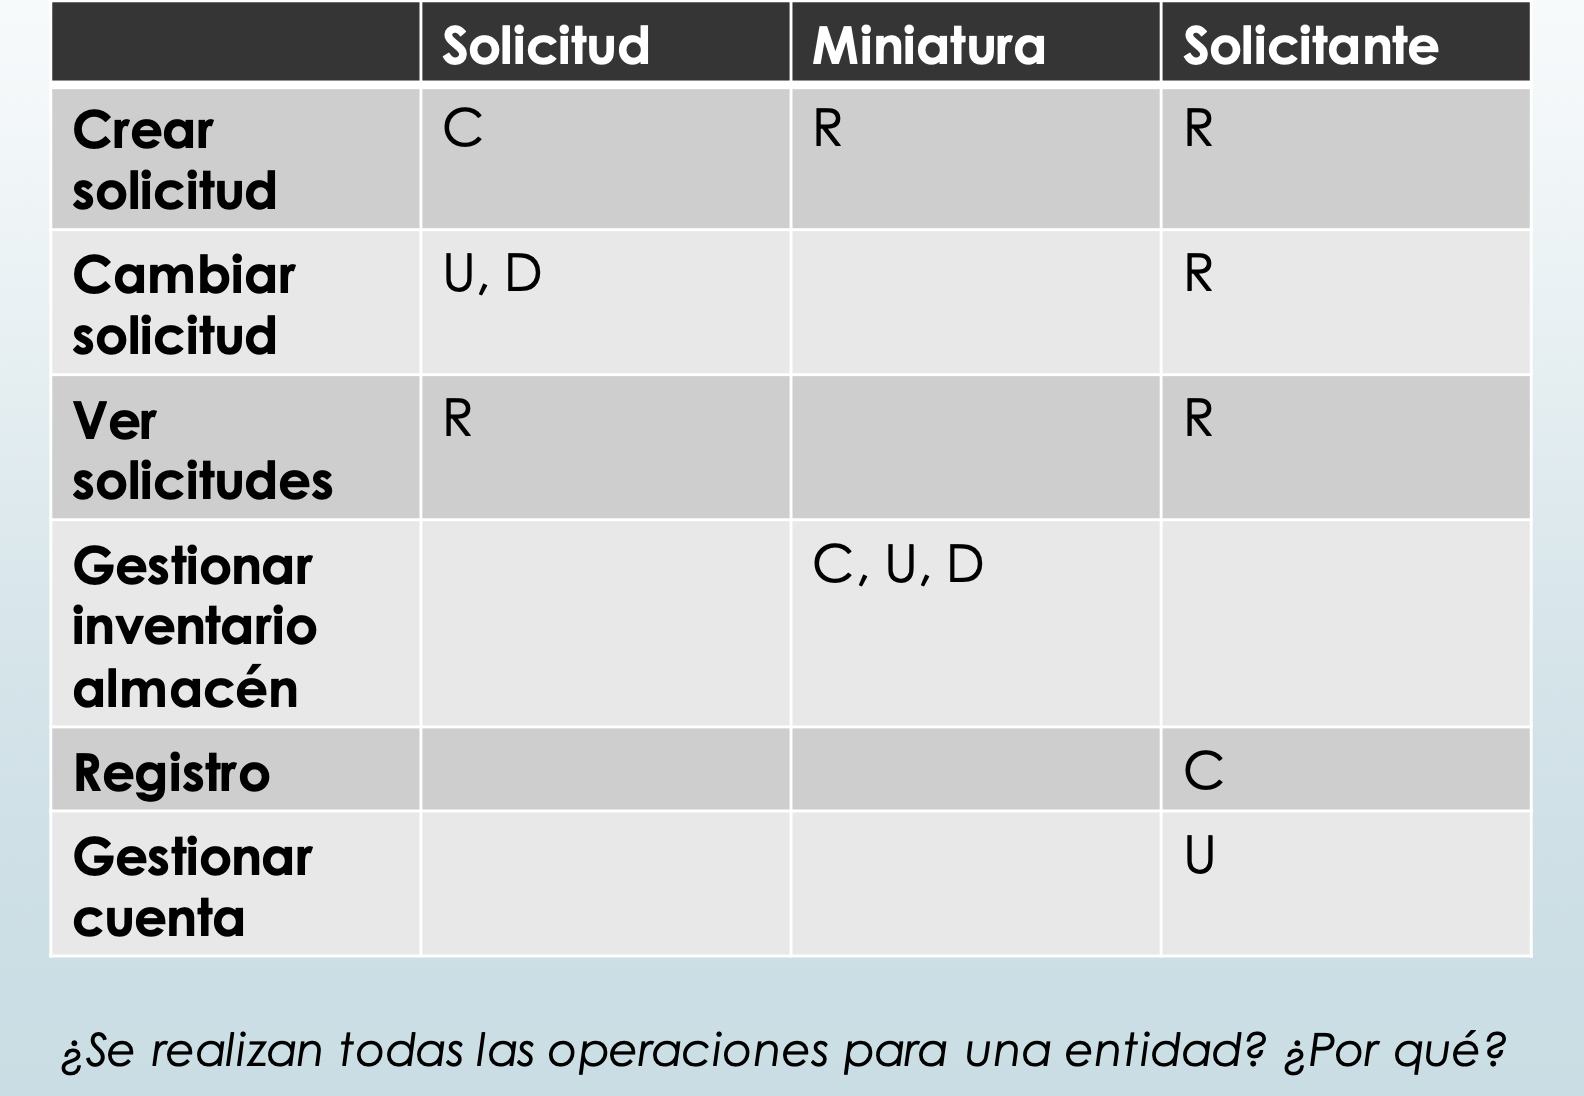 Solicitud Miniatura Solicitante
Crear C R R
solicitud
Cambiar U, D R
solicitud
Ver R R
solicitudes
Gestionar C, U, D
inventario
almacén
Registro C
Gestionar U
cuenta
¿Se realizan todas las operaciones para una entidad? ¿Por qué?